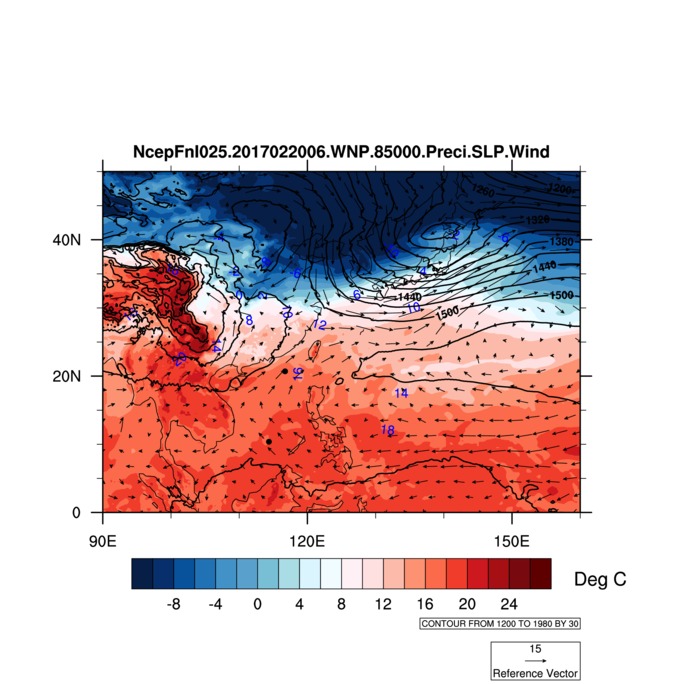 NcepFnl025.2017022006.WNP.85000.Preci.SLP.Wind
1260
1200
1320
40N
1380
1440
1440
1500
1500
8
6
10
12
16
20N
14
18
0
90E
120E
150E
-8
-4
0
4
8
12
16
20
24
Deg C
CONTOUR FROM 1200 TO 1980 BY 30
15
Reference Vector